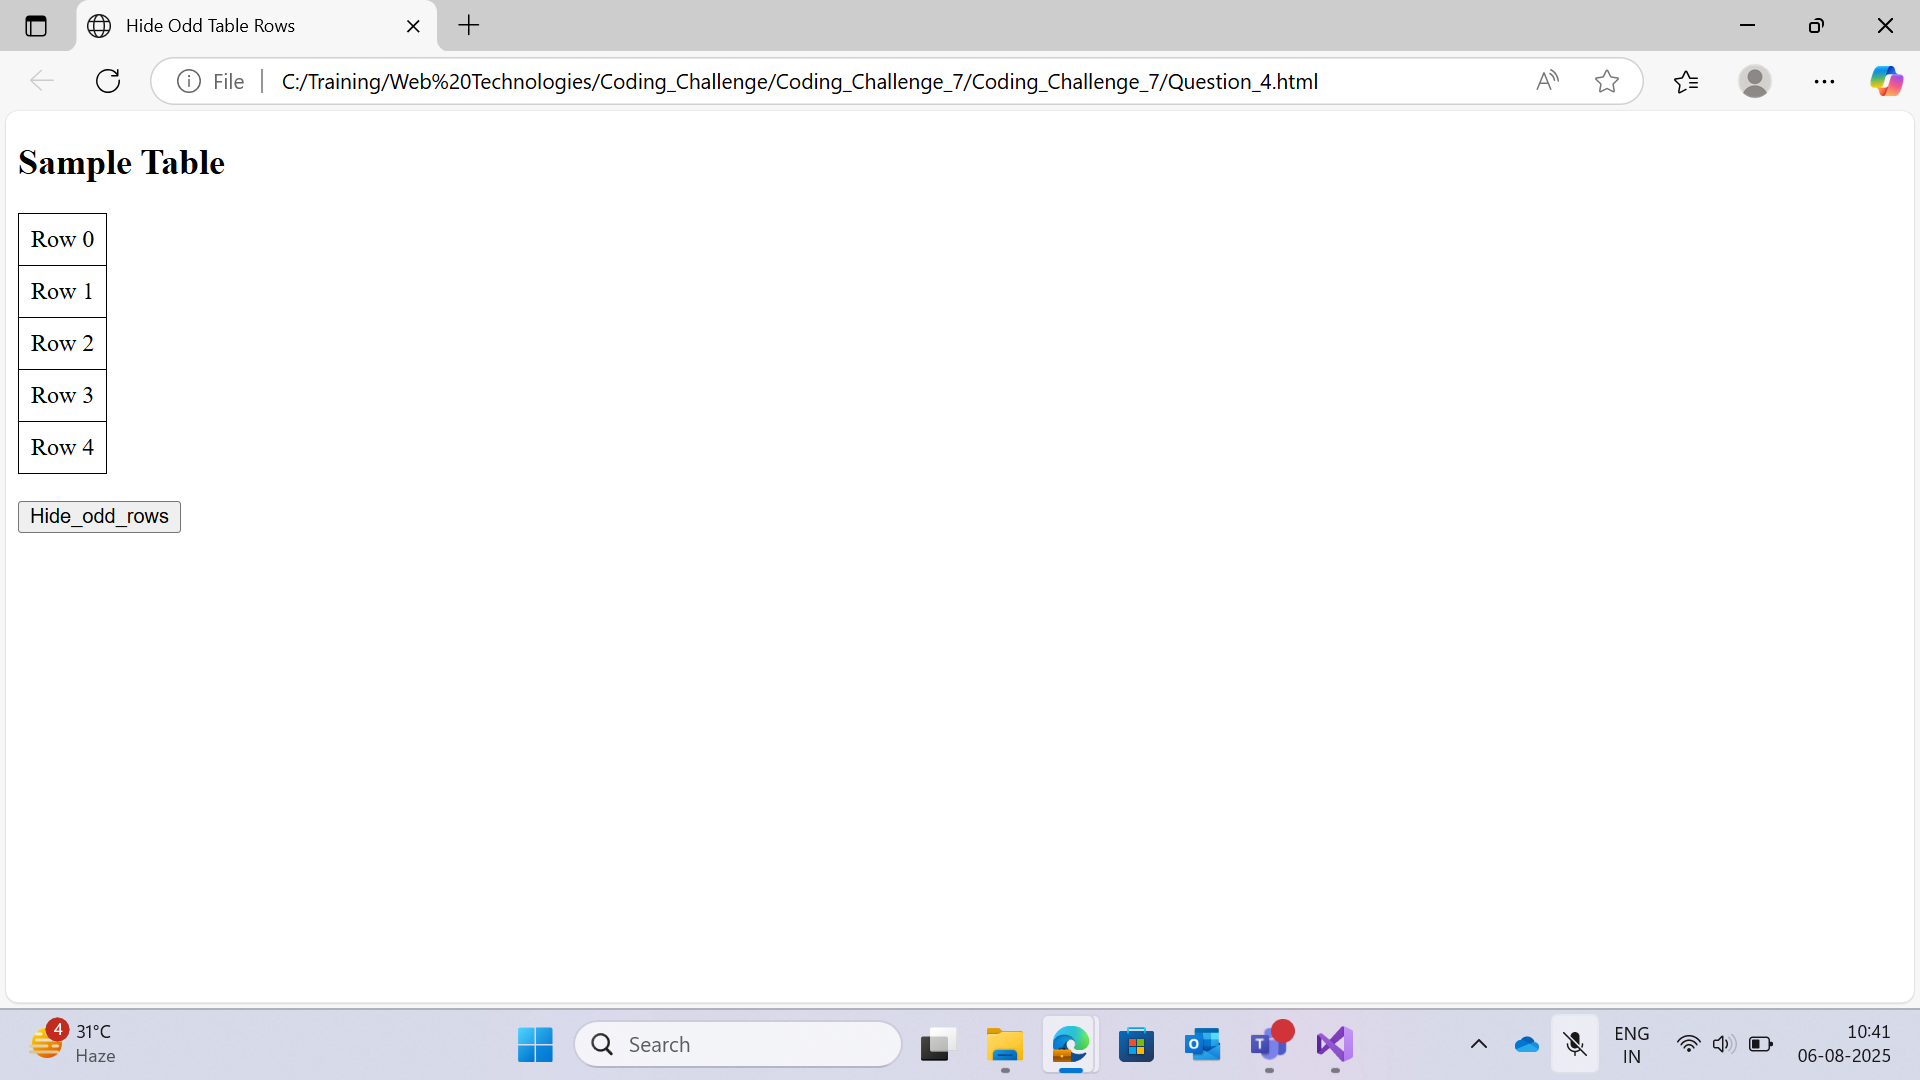 Hide Odd Table Rows
File
C:/Training/Web%20Technologies/Coding_Challenge/Coding_Challenge_7/Coding_Challenge_7/Question_4.html
Sample Table
Row 0
Row 1
Row 2
Row 3
Row 4
Hide_odd_rows
4
31°C
Haze
Search
ENG
IN
10:41
06-08-2025